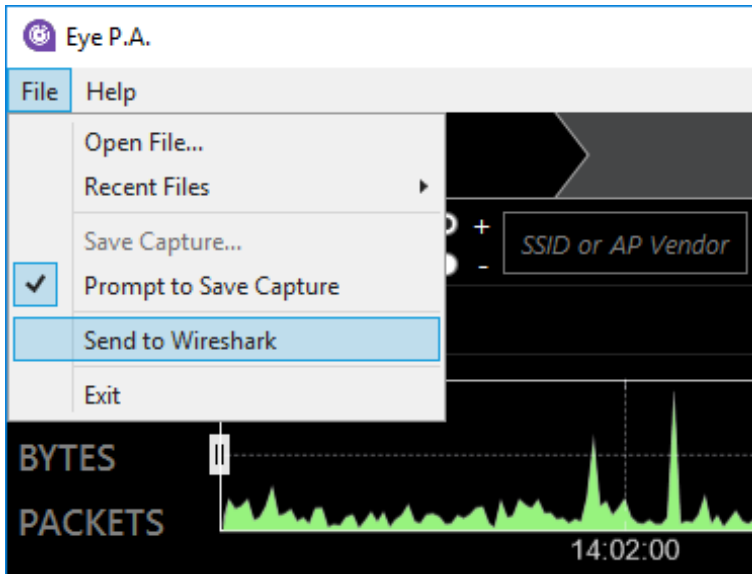 Eye P.A.
File Help
Open File...
Recent Files
Save Capture...
Prompt to Save Capture
Send to Wireshark
Exit
+
-
SSID or AP Vendor
BYTES
PACKETS
14:02:00